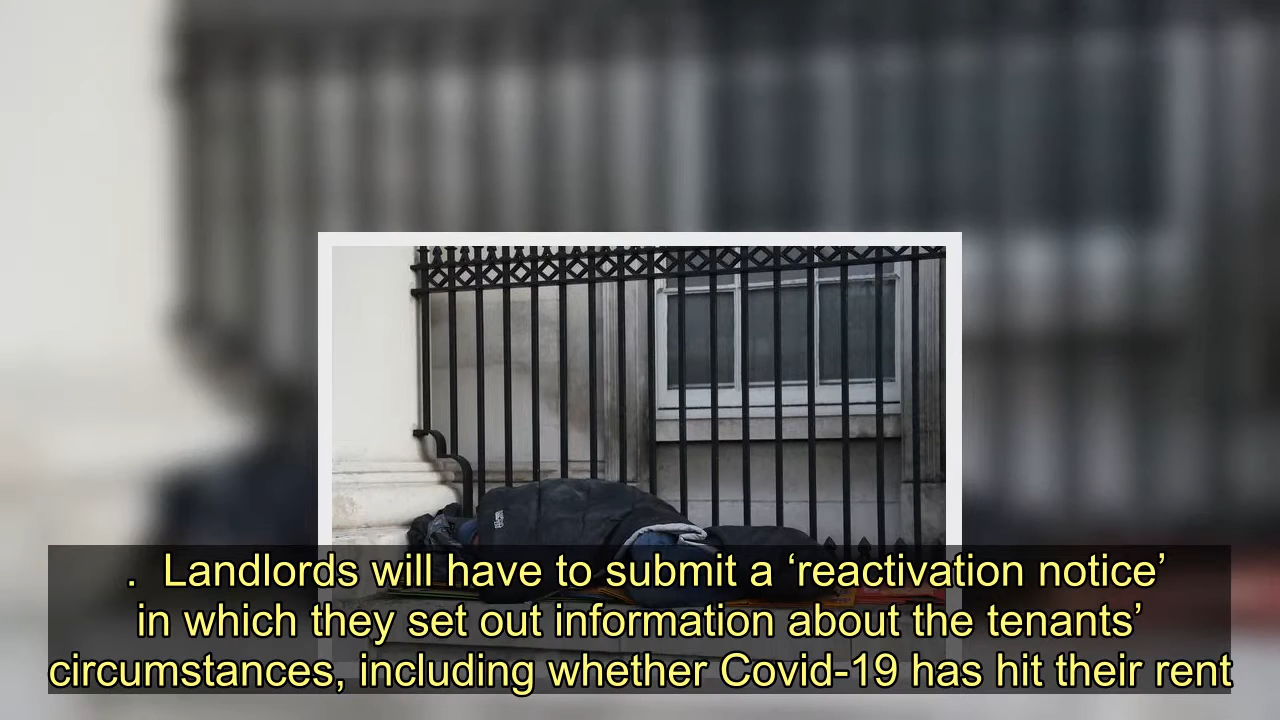 .  Landlords will have to submit a ‘reactivation notice’
in which they set out information about the tenants’
circumstances, including whether Covid-19 has hit their rent